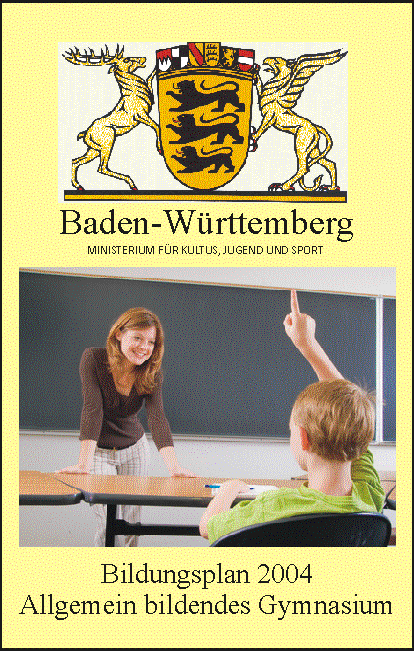 Baden-Württemberg
MINISTERIUM FÜR KULTUS, JUGEND UND SPORT
Bildungsplan 2004
Allgemein bildendes Gymnasium